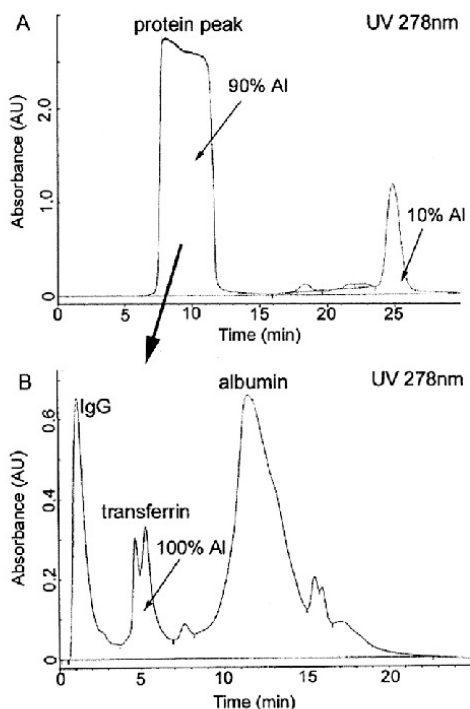 A
protein peak
UV 278nm
90% Al
10% Al
Absorbance (AU)
2.0
1.0
0
0 5 10 15 20 25
Time (min)
B
UV 278nm
IgG
albumin
transferrin
100% Al
Absorbance (AU)
0.6
0.4
0.2
0
0 5 10 15 20
Time (min)